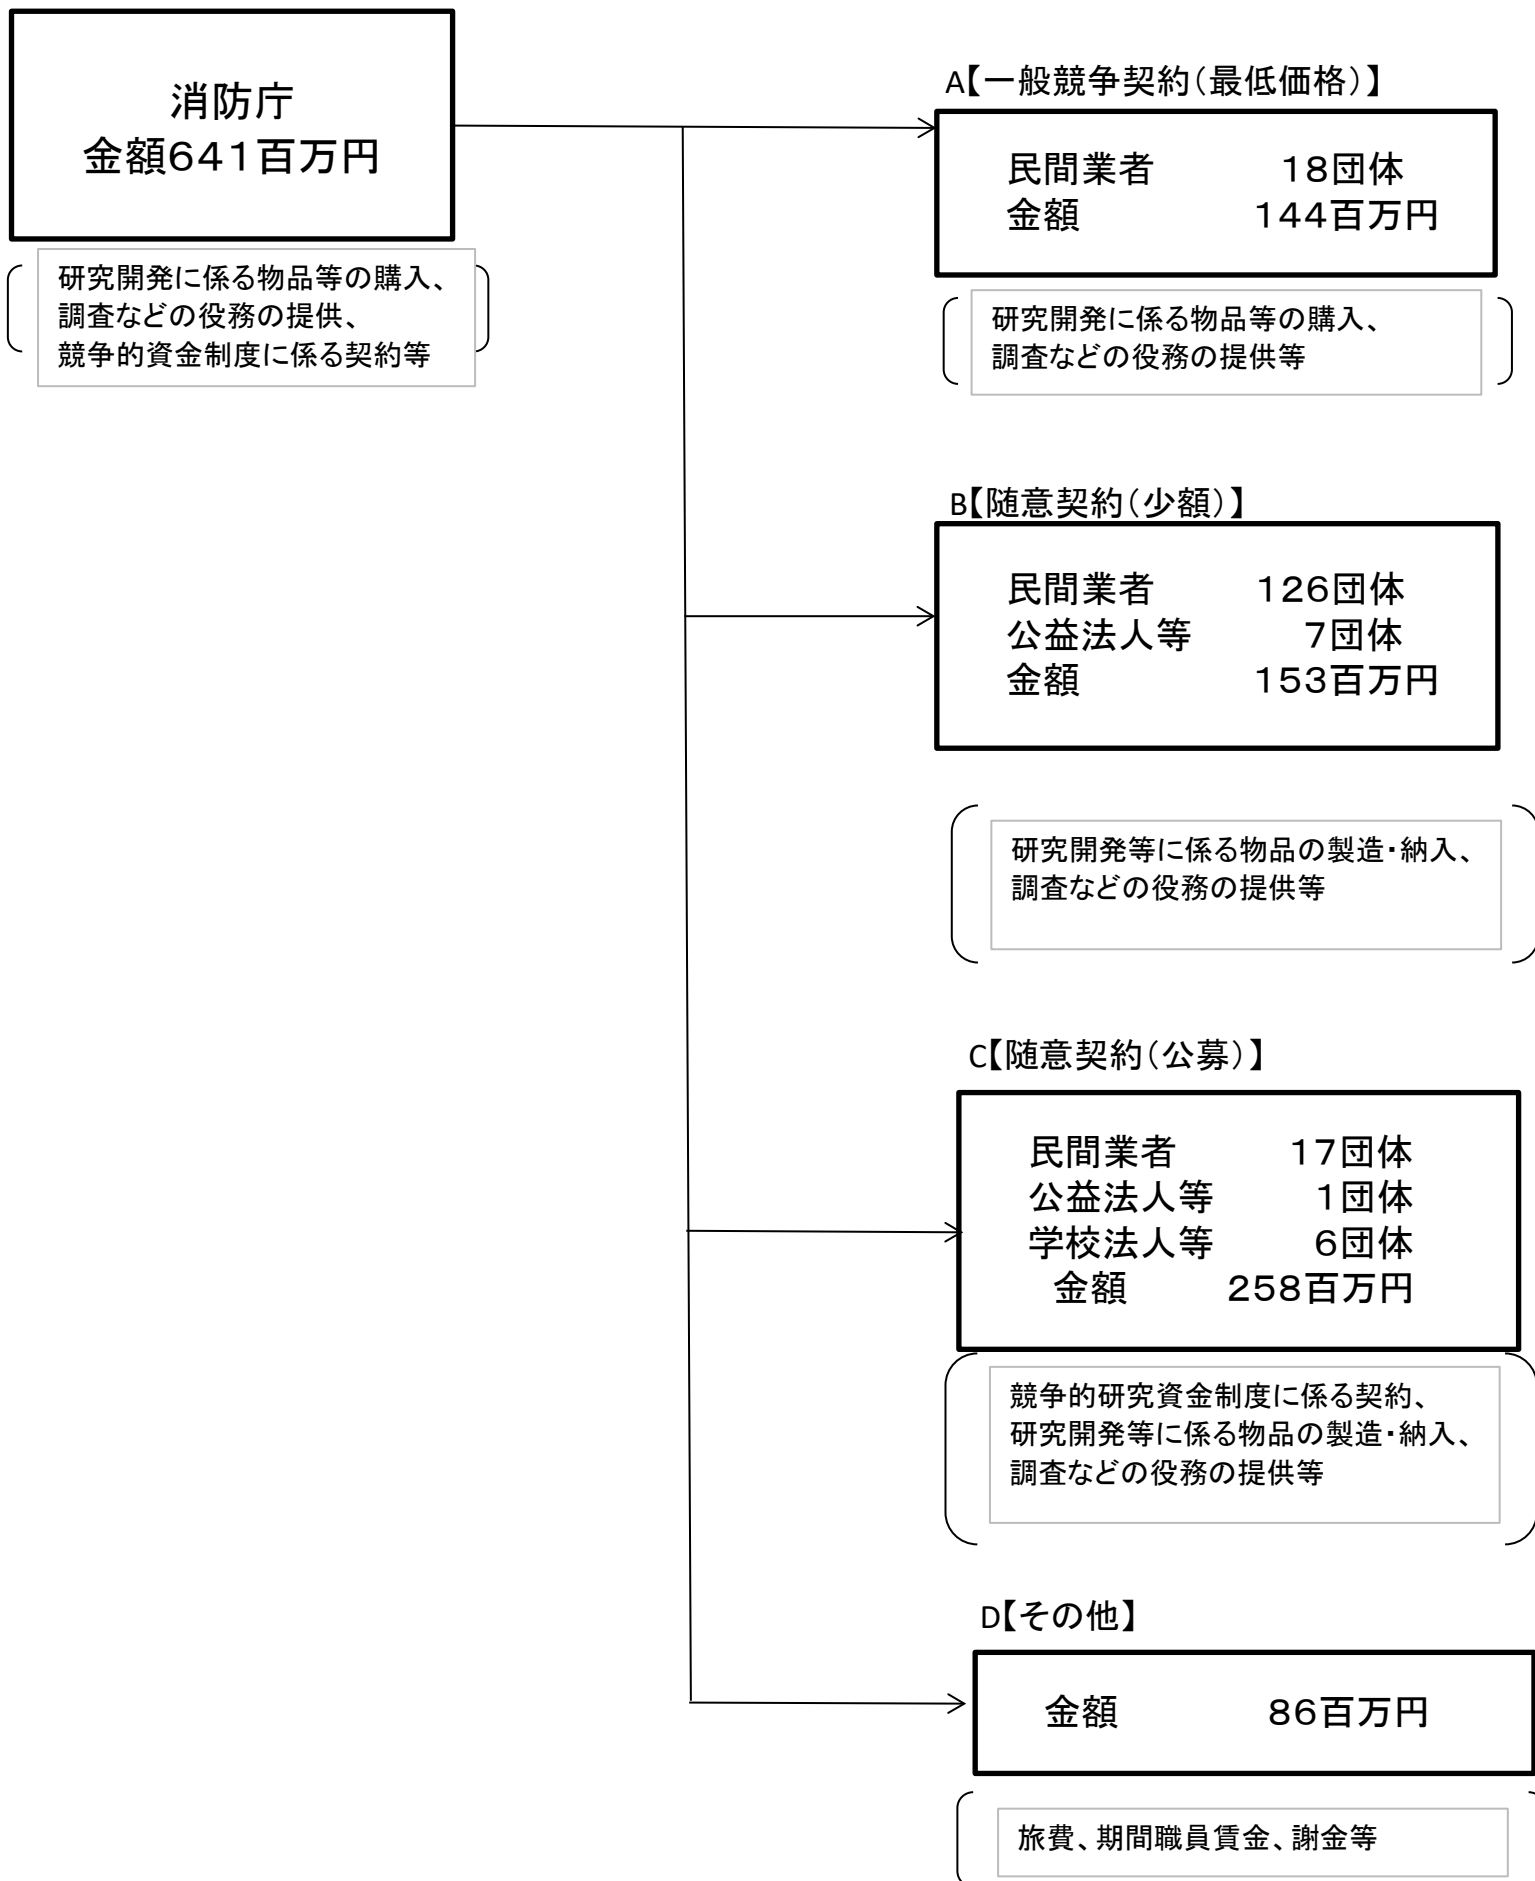 消防庁
金額641百万円
研究開発に係る物品等の購入、
調査などの役務の提供、
競争的資金制度に係る契約等
A【一般競争契約(最低価格)】
民間業者 18団体
金額 144百万円
研究開発に係る物品等の購入、
調査などの役務の提供等
B【随意契約(少額)】
民間業者 126団体
公益法人等 7団体
金額 153百万円
研究開発等に係る物品の製造・納入、
調査などの役務の提供等
C【随意契約(公募)】
民間業者 17団体
公益法人等 1団体
学校法人等 6団体
金額 258百万円
競争的研究資金制度に係る契約、
研究開発等に係る物品の製造・納入、
調査などの役務の提供等
D【その他】
金額 86百万円
旅費、期間職員賃金、謝金等